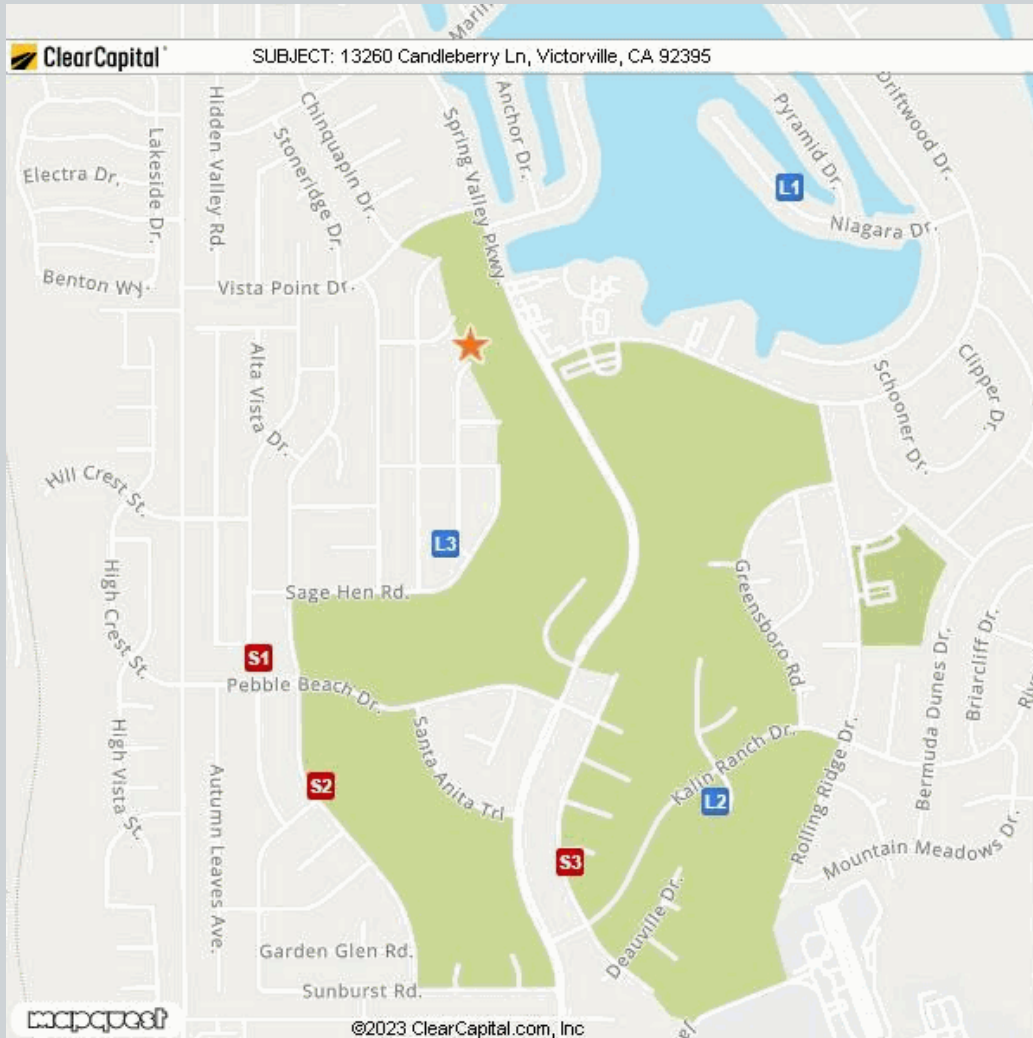 Marin
ClearCapital
SUBJECT: 13260 Candleberry Ln, Victorville, CA 92395
Hidden Valley Rd.
Lakeside Dr.
Chinquapin Dr.
Stoneridge Dr.
Spring Valley Pkwy.
Anchor Dr.
Pyramid Dr.
Driftwood Dr.
Electra Dr.
L1
Niagara Dr.
Benton Wy.
Vista Point Dr.
Alta Vista Dr.
Schooner Dr.
Clipper Dr.
Hill Crest St.
L3
High Crest St.
Sage Hen Rd.
Greensboro Rd.
S1
Pebble Beach Dr.
Bermuda Dunes Dr.
Briarcliff Dr.
High Vista St.
Autumn Leaves Ave.
S2
Santa Anita Trl
Kalin Ranch Dr.
L2
Rolling Ridge Dr.
S3
Mountain Meadows Dr.
Deauville Dr.
Garden Glen Rd.
Sunburst Rd.
mapquest
©2023 ClearCapital.com, Inc